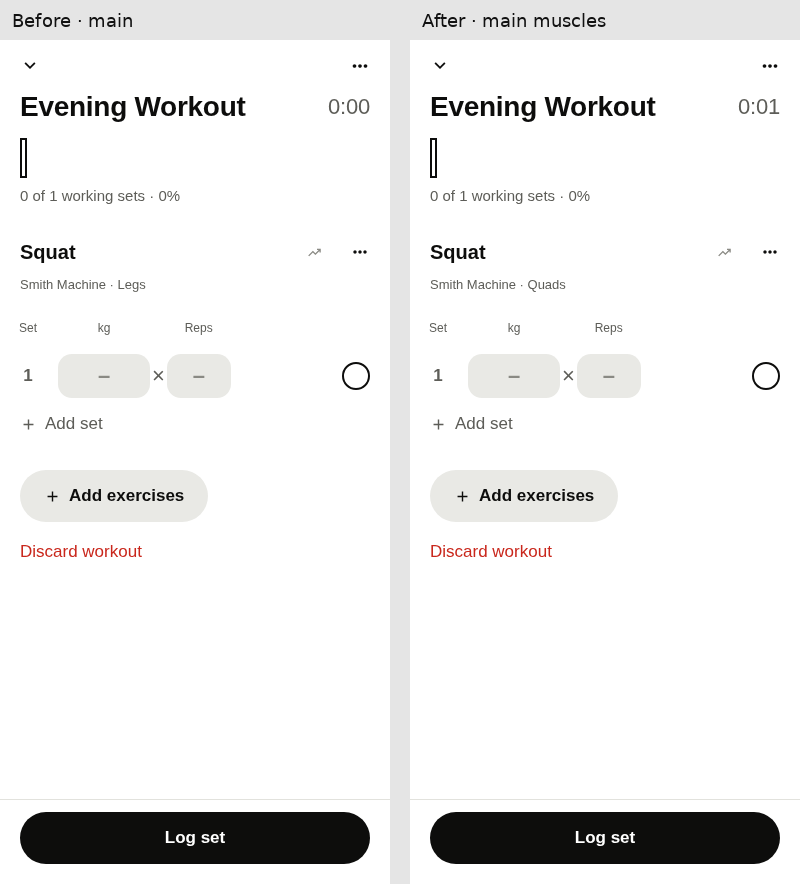 Before · main
Evening Workout 0:00
0 of 1 working sets · 0%
Squat
Smith Machine · Legs
Set kg Reps
1 – × –
+ Add set
+ Add exercises
Discard workout
Log set
After · main muscles
Evening Workout 0:01
0 of 1 working sets · 0%
Squat
Smith Machine · Quads
Set kg Reps
1 – × –
+ Add set
+ Add exercises
Discard workout
Log set